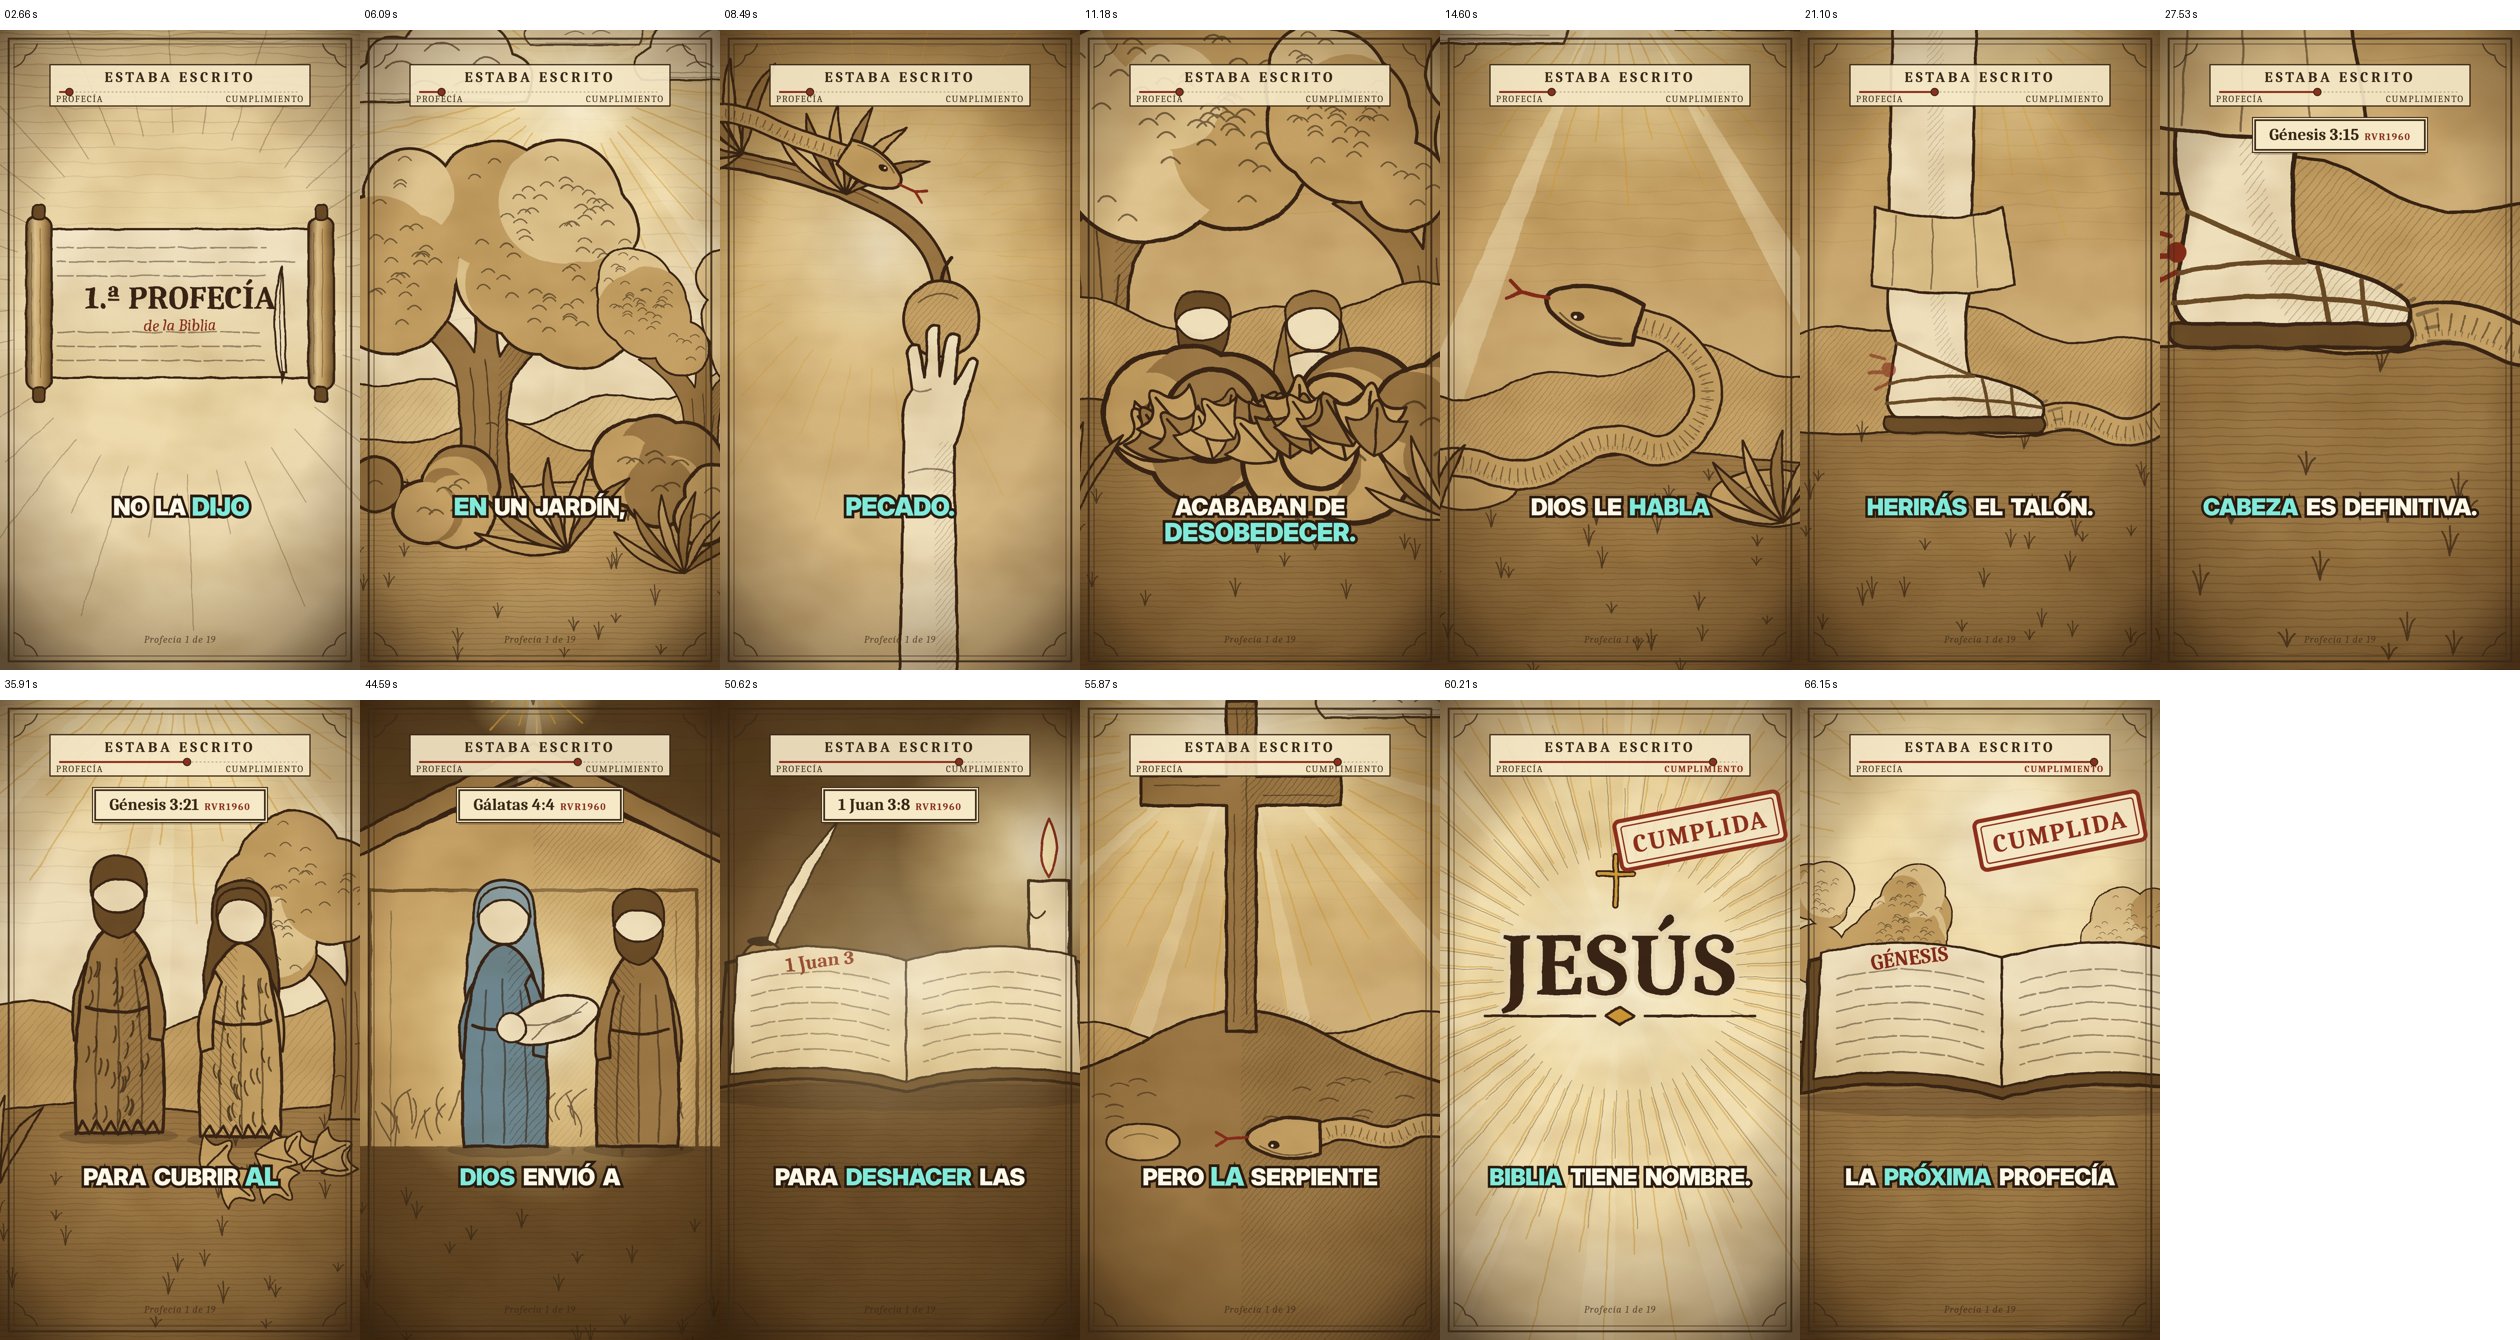 02.66 s
ESTABA ESCRITO
PROFECÍA CUMPLIMIENTO
1.ª PROFECÍA
de la Biblia
NO LA DIJO
Profecía 1 de 19
06.09 s
ESTABA ESCRITO
PROFECÍA CUMPLIMIENTO
EN UN JARDÍN,
Profecía 1 de 19
08.49 s
ESTABA ESCRITO
PROFECÍA CUMPLIMIENTO
PECADO.
Profecía 1 de 19
11.18 s
ESTABA ESCRITO
PROFECÍA CUMPLIMIENTO
ACABABAN DE
DESOBEDECER.
Profecía 1 de 19
14.60 s
ESTABA ESCRITO
PROFECÍA CUMPLIMIENTO
DIOS LE HABLA
Profecía 1 de 19
21.10 s
ESTABA ESCRITO
PROFECÍA CUMPLIMIENTO
HERIRÁS EL TALÓN.
Profecía 1 de 19
27.53 s
ESTABA ESCRITO
PROFECÍA CUMPLIMIENTO
Génesis 3:15 RVR1960
CABEZA ES DEFINITIVA.
Profecía 1 de 19
35.91 s
ESTABA ESCRITO
PROFECÍA CUMPLIMIENTO
Génesis 3:21 RVR1960
PARA CUBRIR AL
Profecía 1 de 19
44.59 s
ESTABA ESCRITO
PROFECÍA CUMPLIMIENTO
Gálatas 4:4 RVR1960
DIOS ENVIÓ A
Profecía 1 de 19
50.62 s
ESTABA ESCRITO
PROFECÍA CUMPLIMIENTO
1 Juan 3:8 RVR1960
1 Juan 3
PARA DESHACER LAS
Profecía 1 de 19
55.87 s
ESTABA ESCRITO
PROFECÍA CUMPLIMIENTO
PERO LA SERPIENTE
Profecía 1 de 19
60.21 s
ESTABA ESCRITO
PROFECÍA CUMPLIMIENTO
CUMPLIDA
JESÚS
BIBLIA TIENE NOMBRE.
Profecía 1 de 19
66.15 s
ESTABA ESCRITO
PROFECÍA CUMPLIMIENTO
CUMPLIDA
GÉNESIS
LA PRÓXIMA PROFECÍA
Profecía 1 de 19